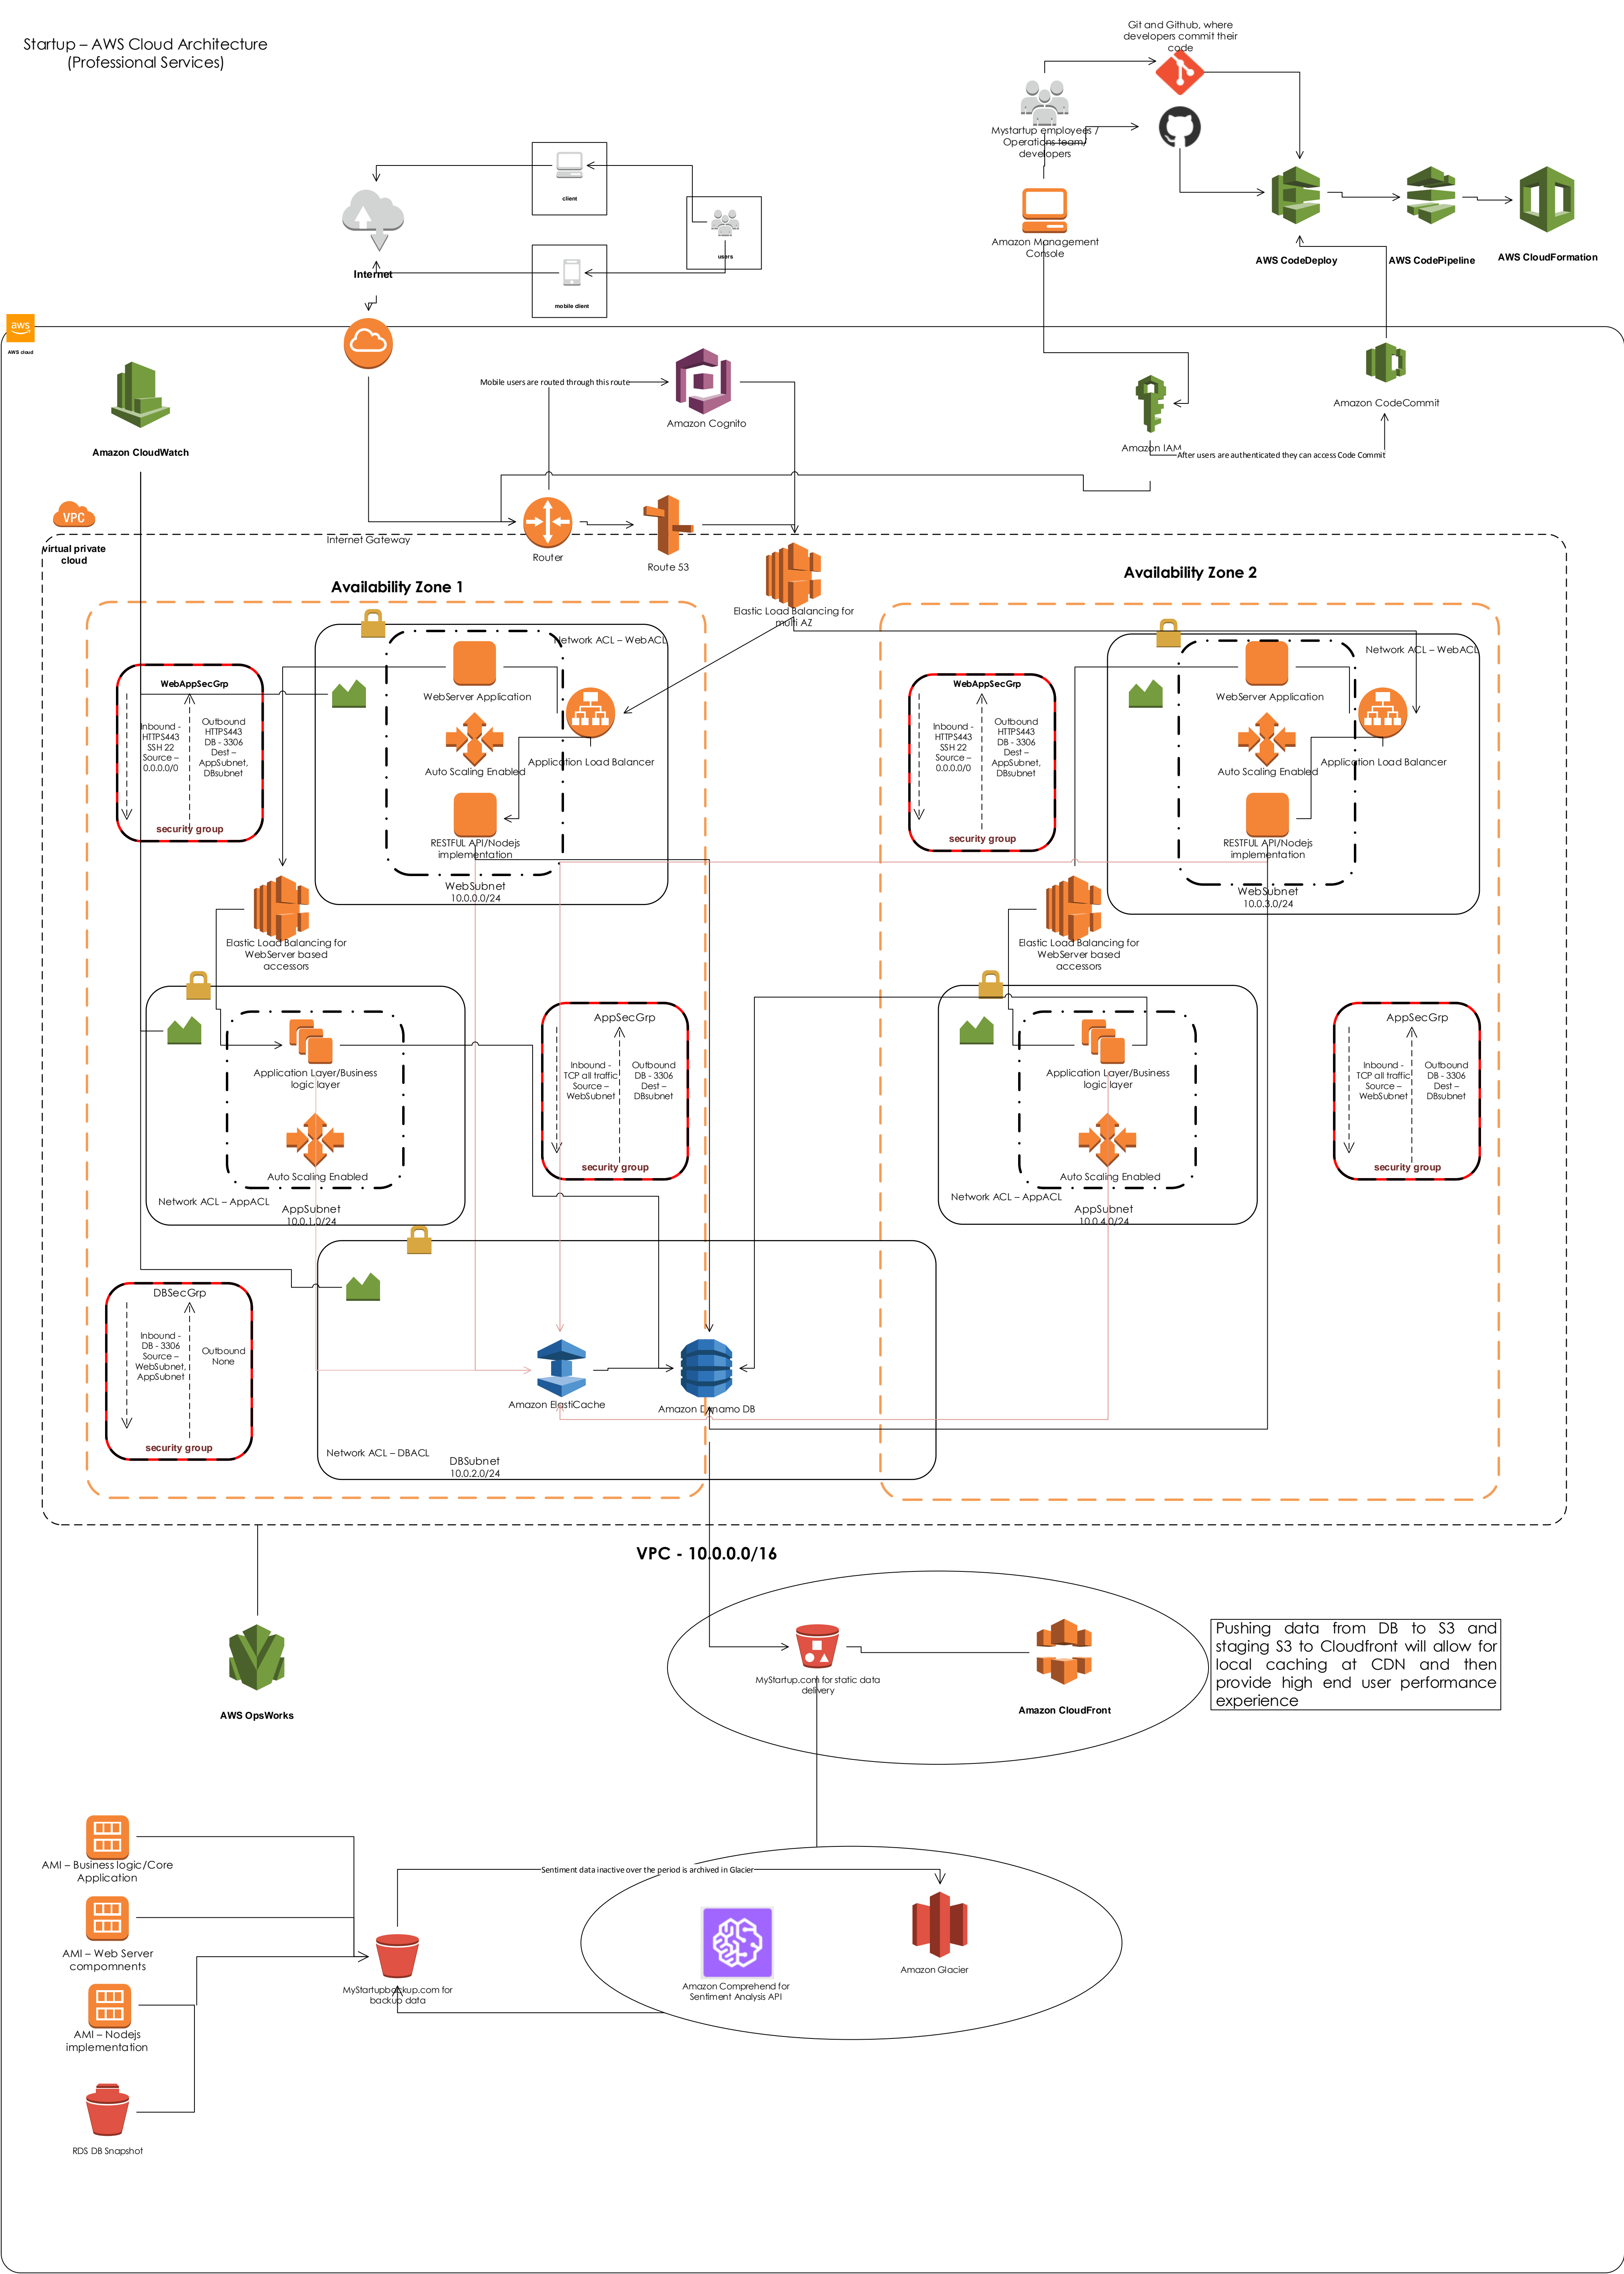 Startup – AWS Cloud Architecture
(Professional Services)
Git and Github, where
developers commit their
code
Mystartup employees /
Operations team/
developers
client
users
mobile client
Internet
Amazon Management
Console
AWS CodeDeploy
AWS CodePipeline
AWS CloudFormation
aws
AWS cloud
Amazon CloudWatch
Mobile users are routed through this route
Amazon Cognito
Amazon IAM
Amazon CodeCommit
After users are authenticated they can access Code Commit
VPC
virtual private
cloud
Internet Gateway
Router
Route 53
Elastic Load Balancing for
multi AZ
Availability Zone 1
Availability Zone 2
Network ACL – WebACL
WebAppSecGrp
Inbound -
HTTPS443
SSH 22
Source –
0.0.0.0/0
Outbound
HTTPS443
DB - 3306
Dest –
AppSubnet,
DBsubnet
security group
WebServer Application
Auto Scaling Enabled
Application Load Balancer
RESTFUL API/Nodejs
implementation
WebSubnet
10.0.0.0/24
Network ACL – WebACL
WebAppSecGrp
Inbound -
HTTPS443
SSH 22
Source –
0.0.0.0/0
Outbound
HTTPS443
DB - 3306
Dest –
AppSubnet,
DBsubnet
security group
WebServer Application
Auto Scaling Enabled
Application Load Balancer
RESTFUL API/Nodejs
implementation
WebSubnet
10.0.3.0/24
Elastic Load Balancing for
WebServer based
accessors
Elastic Load Balancing for
WebServer based
accessors
Application Layer/Business
logic layer
Auto Scaling Enabled
Network ACL – AppACL
AppSubnet
10.0.1.0/24
AppSecGrp
Inbound -
TCP all traffic
Source –
WebSubnet
Outbound
DB - 3306
Dest –
DBsubnet
security group
Application Layer/Business
logic layer
Auto Scaling Enabled
Network ACL – AppACL
AppSubnet
10.0.4.0/24
AppSecGrp
Inbound -
TCP all traffic
Source –
WebSubnet
Outbound
DB - 3306
Dest –
DBsubnet
security group
DBSecGrp
Inbound -
DB - 3306
Source –
WebSubnet,
AppSubnet
Outbound
None
security group
Amazon ElastiCache
Amazon Dynamo DB
Network ACL – DBACL
DBSubnet
10.0.2.0/24
VPC - 10.0.0.0/16
AWS OpsWorks
MyStartup.com for static data
delivery
Amazon CloudFront
Pushing data from DB to S3 and
staging S3 to Cloudfront will allow for
local caching at CDN and then
provide high end user performance
experience
AMI – Business logic/Core
Application
AMI – Web Server
compomnents
AMI – Nodejs
implementation
RDS DB Snapshot
MyStartupbackup.com for
backup data
Sentiment data inactive over the period is archived in Glacier
Amazon Comprehend for
Sentiment Analysis API
Amazon Glacier